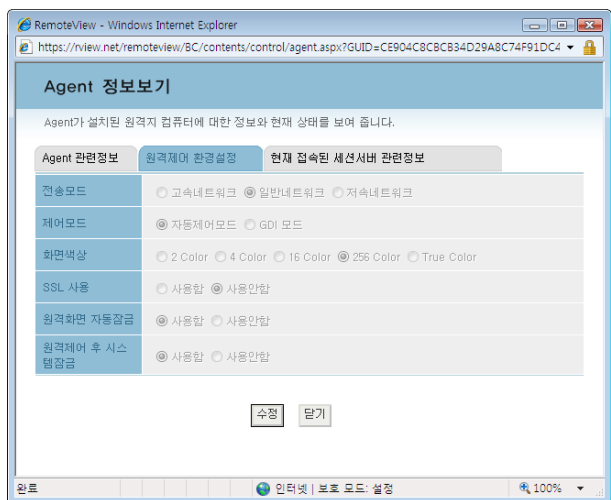 RemoteView - Windows Internet Explorer
https://rview.net/remoteview/BC/contents/control/agent.aspx?GUID=CE904C8CBCB34D29A8C74F91DC4
Agent 정보보기
Agent가 설치된 원격지 컴퓨터에 대한 정보와 현재 상태를 보여 줍니다.
Agent 관련정보 원격제어 환경설정 현재 접속된 세션서버 관련정보
전송모드 고속네트워크 일반네트워크 저속네트워크
제어모드 자동제어모드 GDI 모드
화면색상 2 Color 4 Color 16 Color 256 Color True Color
SSL 사용 사용함 사용안함
원격화면 자동잠금 사용함 사용안함
원격제어 후 시스
템잠금 사용함 사용안함
수정 닫기
완료 인터넷 | 보호 모드: 설정 100%